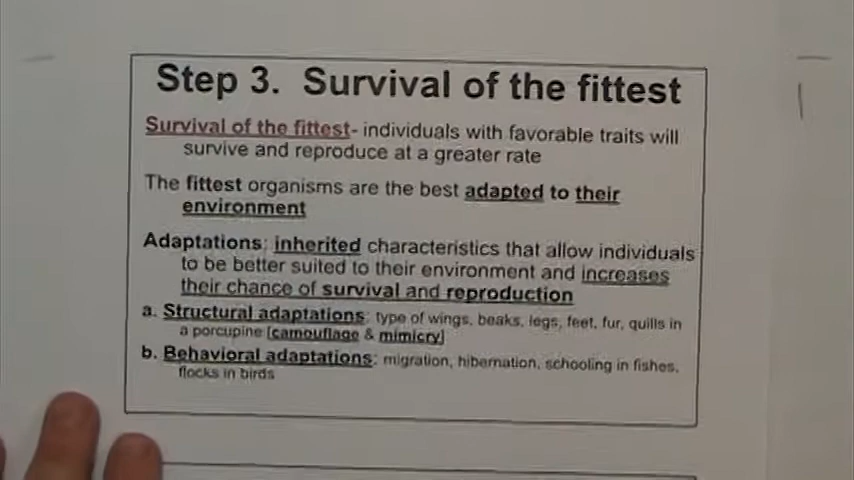 Step 3. Survival of the fittest
Survival of the fittest- individuals with favorable traits will
survive and reproduce at a greater rate
The fittest organisms are the best adapted to their
environment
Adaptations: inherited characteristics that allow individuals
to be better suited to their environment and increases
their chance of survival and reproduction
a. Structural adaptations: type of wings, beaks, legs, feet, fur, quills in
a porcupine [camouflage & mimicry]
b. Behavioral adaptations: migration, hibernation, schooling in fishes,
flocks in birds